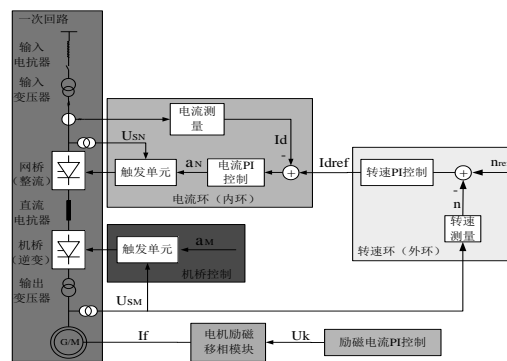 一次回路
输入
电抗器
输入
变压器
网桥
(整流)
直流
电抗器
机桥
(逆变)
输出
变压器
G/M
电流测
量
USN
Id
触发单元
aN
电流PI
控制
-
电流环（内环）
Idref
转速PI控制
nre
-
n
转速
测量
转速环（外环）
触发单元
aM
机桥控制
USM
If
电机励磁
移相模块
Uk
励磁电流PI控制